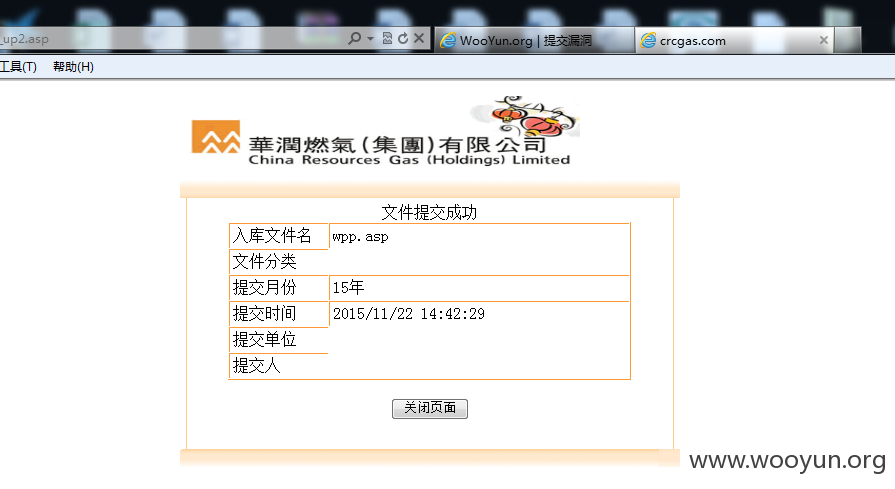 _up2.asp
WooYun.org | 提交漏洞
crcgas.com
工具(T) 帮助(H)
華潤燃氣(集團)有限公司
China Resources Gas (Holdings) Limited
文件提交成功
入库文件名 wpp.asp
文件分类
提交月份 15年
提交时间 2015/11/22 14:42:29
提交单位
提交人
关闭页面
www.wooyun.org